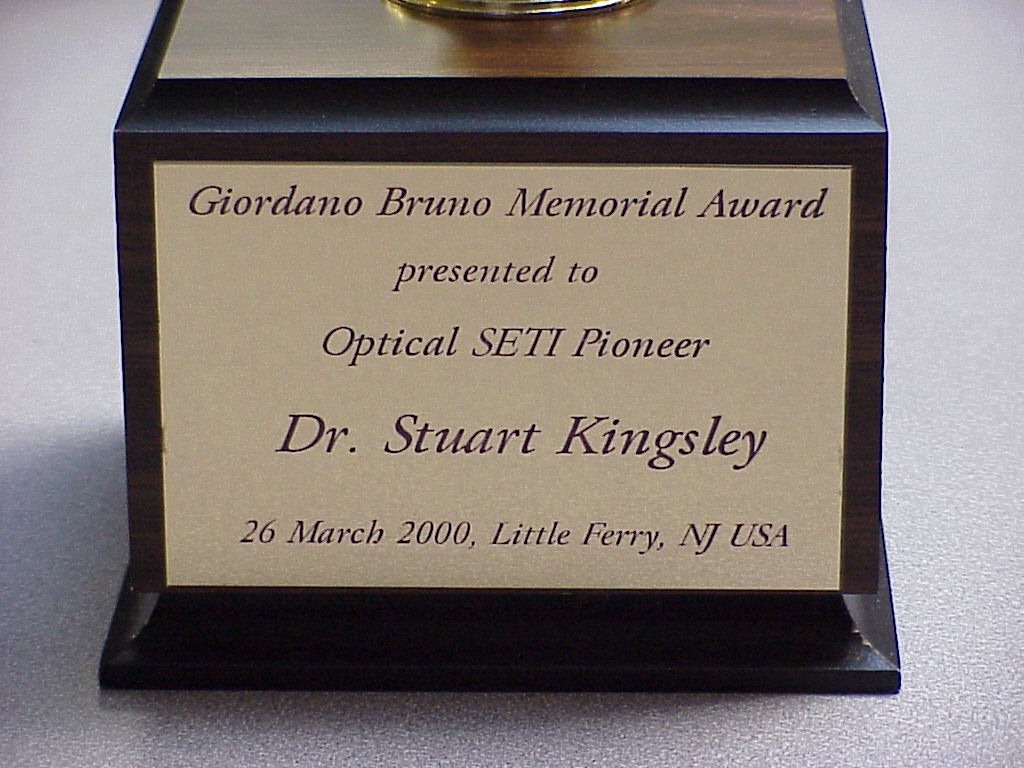 Giordano Bruno Memorial Award
presented to
Optical SETI Pioneer
Dr. Stuart Kingsley
26 March 2000, Little Ferry, NJ USA